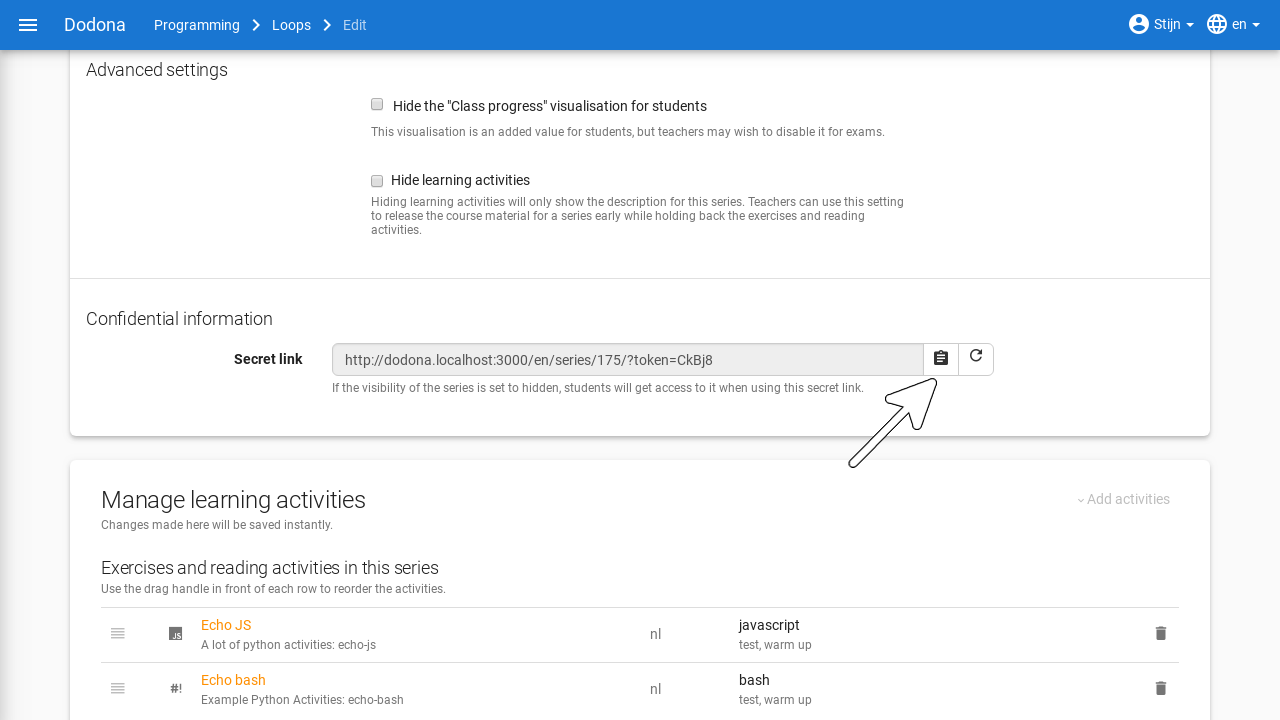 Dodona Programming Loops Edit Stijn en
Advanced settings
Hide the "Class progress" visualisation for students
This visualisation is an added value for students, but teachers may wish to disable it for exams.
Hide learning activities
Hiding learning activities will only show the description for this series. Teachers can use this setting
to release the course material for a series early while holding back the exercises and reading
activities.
Confidential information
Secret link http://dodona.localhost:3000/en/series/175/?token=CkBj8
If the visibility of the series is set to hidden, students will get access to it when using this secret link.
Manage learning activities Add activities
Changes made here will be saved instantly.
Exercises and reading activities in this series
Use the drag handle in front of each row to reorder the activities.
JS Echo JS nl javascript
A lot of python activities: echo-js test, warm up
#! Echo bash nl bash
Example Python Activities: echo-bash test, warm up